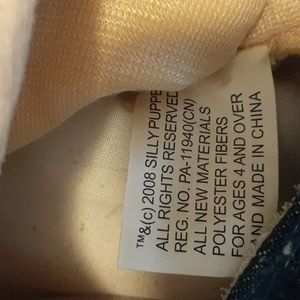 ™&(c) 2008 SILLY PUPPE
ALL RIGHTS RESERVED
REG. NO. PA-11940(CN)
ALL NEW MATERIALS
POLYESTER FIBERS
FOR AGES 4 AND OVER
HAND MADE IN CHINA